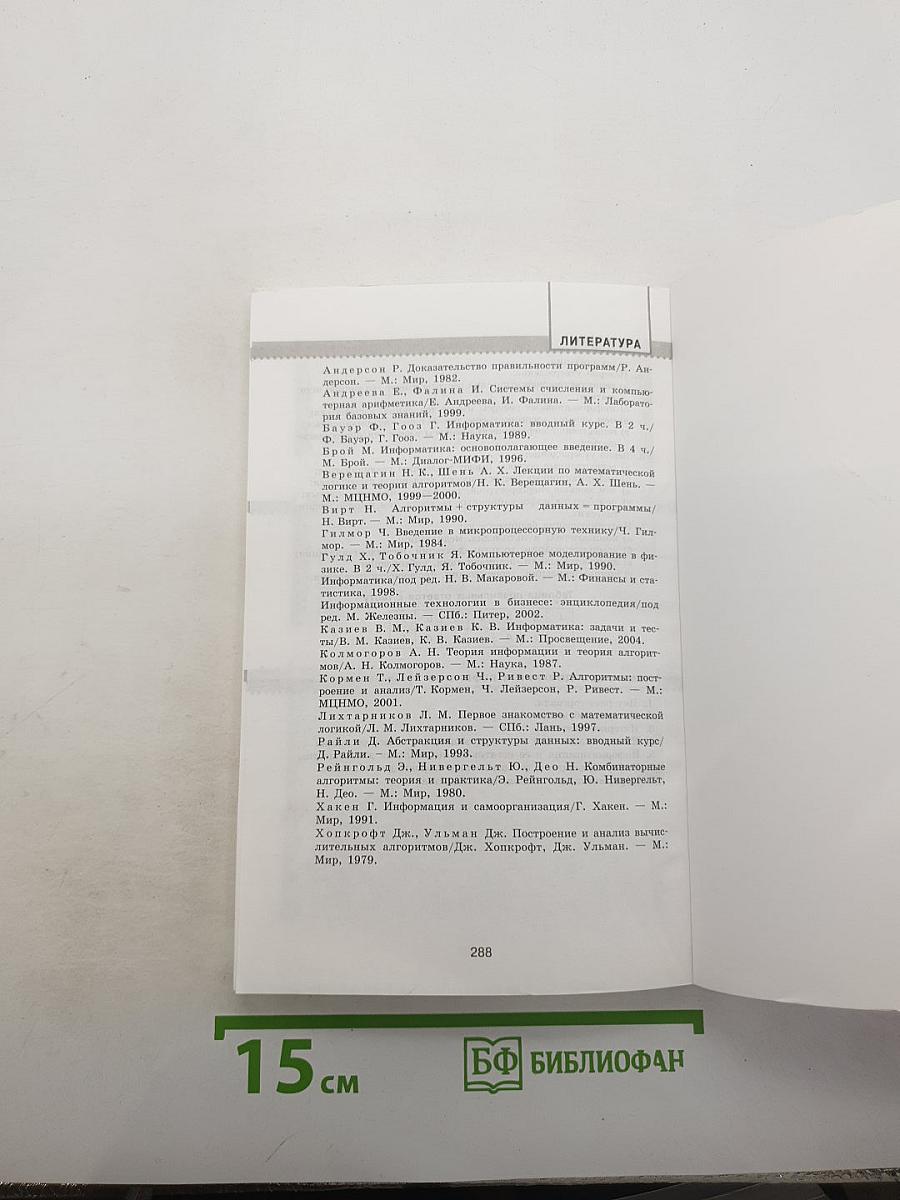 ЛИТЕРАТУРА
Андерсон Р. Доказательство правильности программ/Р. Ан-
дерсон. — М.: Мир, 1982.
Андреева Е., Фалина И. Системы счисления и компью-
терная арифметика/Е. Андреева, И. Фалина. — М.: Лаборато-
рия базовых знаний, 1999.
Бауэр Ф., Гооз Г. Информатика: вводный курс. В 2 ч./
Ф. Бауэр, Г. Гооз. — М.: Наука, 1989.
Брой М. Информатика: основополагающее введение. В 4 ч./
М. Брой. — М.: Диалог-МИФИ, 1996.
Верещагин Н. К., Шень А. Х. Лекции по математической
логике и теории алгоритмов/Н. К. Верещагин, А. Х. Шень. —
М.: МЦНМО, 1999—2000.
Вирт Н. Алгоритмы + структуры данных = программы/
Н. Вирт. — М.: Мир, 1990.
Гилмор Ч. Введение в микропроцессорную технику/Ч. Гил-
мор. — М.: Мир, 1984.
Гулд Х., Тобочник Я. Компьютерное моделирование в фи-
зике. В 2 ч./Х. Гулд, Я. Тобочник. — М.: Мир, 1990.
Информатика/под ред. Н. В. Макаровой. — М.: Финансы и ста-
тистика, 1998.
Информационные технологии в бизнесе: энциклопедия/под
ред. М. Железны. — СПб.: Питер, 2002.
Казиев В. М., Казиев К. В. Информатика: задачи и тес-
ты/В. М. Казиев, К. В. Казиев. — М.: Просвещение, 2004.
Колмогоров А. Н. Теория информации и теория алгорит-
мов/А. Н. Колмогоров. — М.: Наука, 1987.
Кормен Т., Лейзерсон Ч., Ривест Р. Алгоритмы: пост-
роение и анализ/Т. Кормен, Ч. Лейзерсон, Р. Ривест. — М.:
МЦНМО, 2001.
Лихтарников Л. М. Первое знакомство с математической
логикой/Л. М. Лихтарников. — СПб.: Лань, 1997.
Райли Д. Абстракция и структуры данных: вводный курс/
Д. Райли. – М.: Мир, 1993.
Рейнгольд Э., Нивергельт Ю., Део Н. Комбинаторные
алгоритмы: теория и практика/Э. Рейнгольд, Ю. Нивергельт,
Н. Део. — М.: Мир, 1980.
Хакен Г. Информация и самоорганизация/Г. Хакен. — М.:
Мир, 1991.
Хопкрофт Дж., Ульман Дж. Построение и анализ вычис-
лительных алгоритмов/Дж. Хопкрофт, Дж. Ульман. — М.:
Мир, 1979.
288
15 см
БФ БИБЛИОФАН